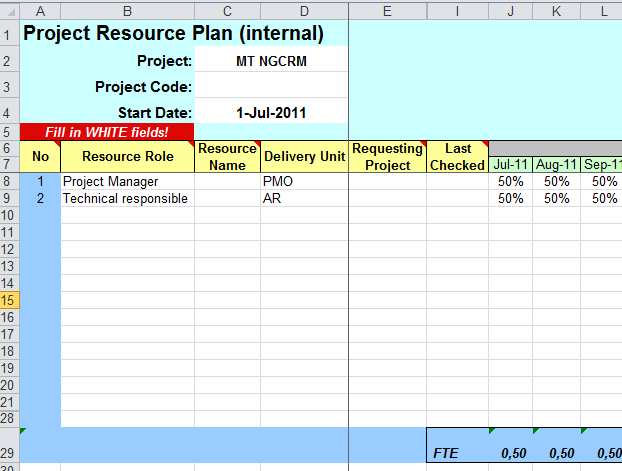 A B C D E I J K L
1 Project Resource Plan (internal)
2 Project: MT NGCRM
3 Project Code:
4 Start Date: 1-Jul-2011
5 Fill in WHITE fields!
6 No Resource Role Resource Delivery Unit Requesting Last
7 Name Project Checked Jul-11 Aug-11 Sep-11
8 1 Project Manager PMO 50% 50% 50%
9 2 Technical responsible AR 50% 50% 50%
10
11
12
13
14
15
16
17
18
19
20
21
28
29 FTE 0,50 0,50 0,50
30